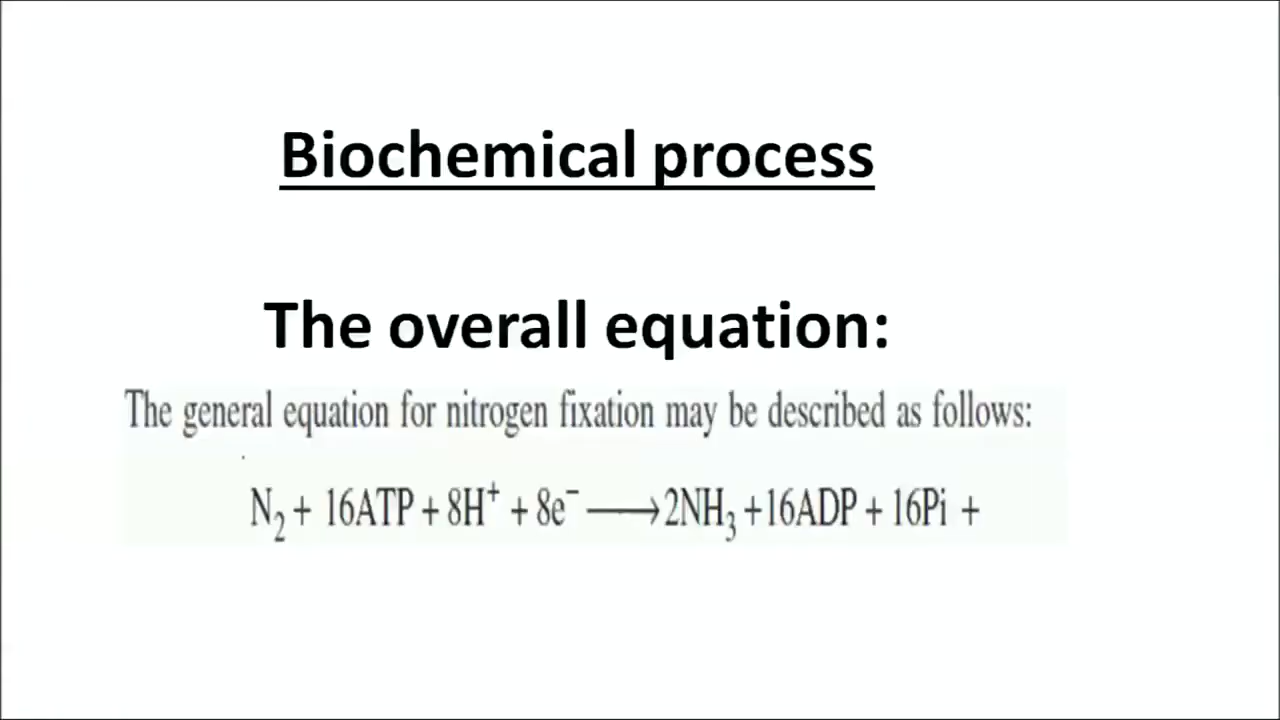 Biochemical process
The overall equation:
The general equation for nitrogen fixation may be described as follows:
N₂ + 16ATP + 8H⁺ + 8e⁻ ⟶ 2NH₃ +16ADP + 16Pi +